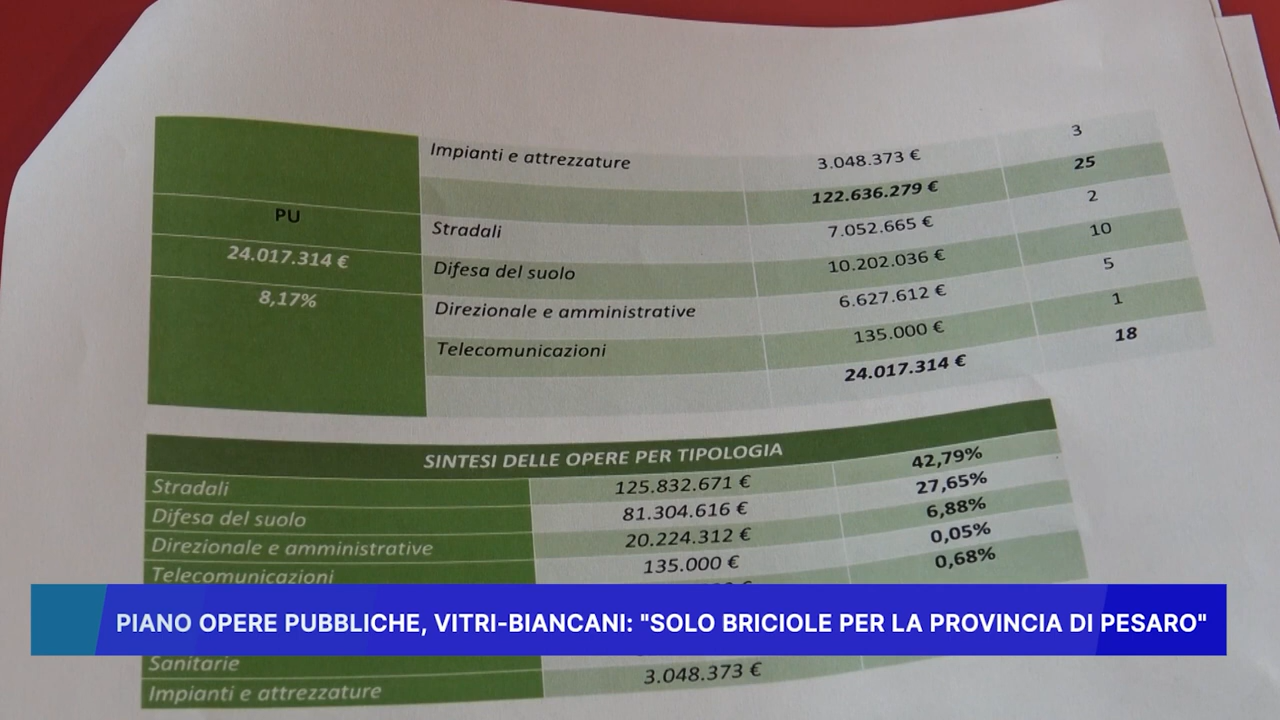 Impianti e attrezzature 3.048.373 € 3
122.636.279 € 25
PU Stradali 7.052.665 € 2
24.017.314 € Difesa del suolo 10.202.036 € 10
8,17% Direzionale e amministrative 6.627.612 € 5
Telecomunicazioni 135.000 € 1
24.017.314 € 18
SINTESI DELLE OPERE PER TIPOLOGIA
Stradali 125.832.671 € 42,79%
Difesa del suolo 81.304.616 € 27,65%
Direzionale e amministrative 20.224.312 € 6,88%
Telecomunicazioni 135.000 € 0,05%
0,68%
PIANO OPERE PUBBLICHE, VITRI-BIANCANI: "SOLO BRICIOLE PER LA PROVINCIA DI PESARO"
Sanitarie
Impianti e attrezzature 3.048.373 €